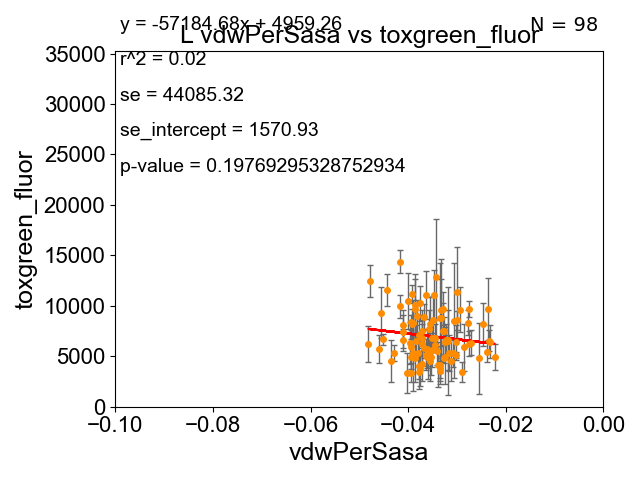 y = -57184.68x + 4959.26
N = 98
L vdwPerSasa vs toxgreen_fluor
r^2 = 0.02
se = 44085.32
se_intercept = 1570.93
p-value = 0.19769295328752934
35000
30000
25000
20000
15000
10000
5000
0
toxgreen_fluor
−0.10
−0.08
−0.06
−0.04
−0.02
0.00
vdwPerSasa